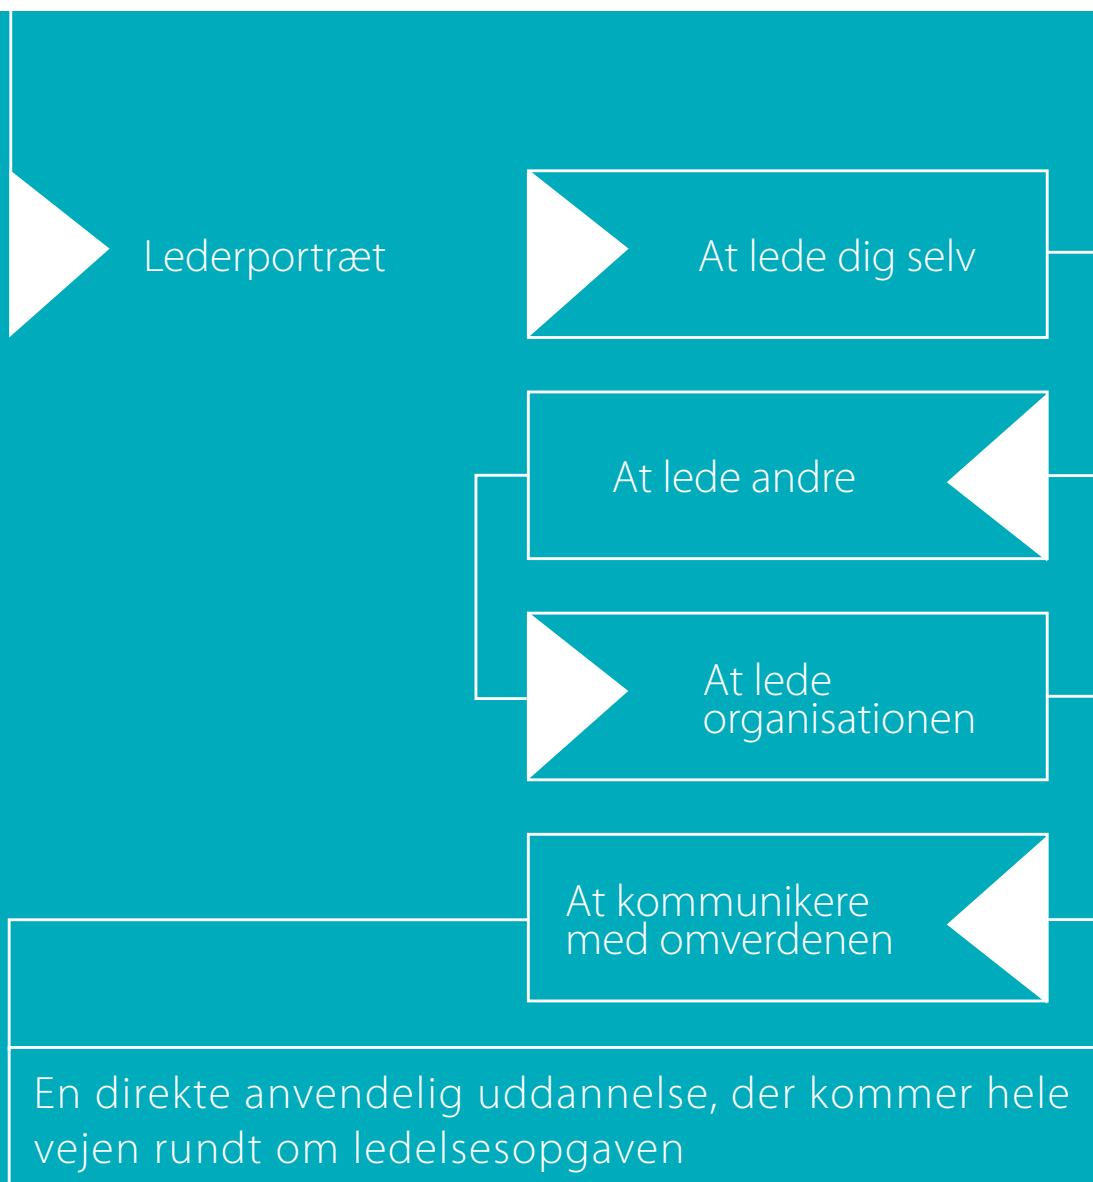 Lederportræt
At lede dig selv
At lede andre
At lede
organisationen
At kommunikere
med omverdenen
En direkte anvendelig uddannelse, der kommer hele
vejen rundt om ledelsesopgaven